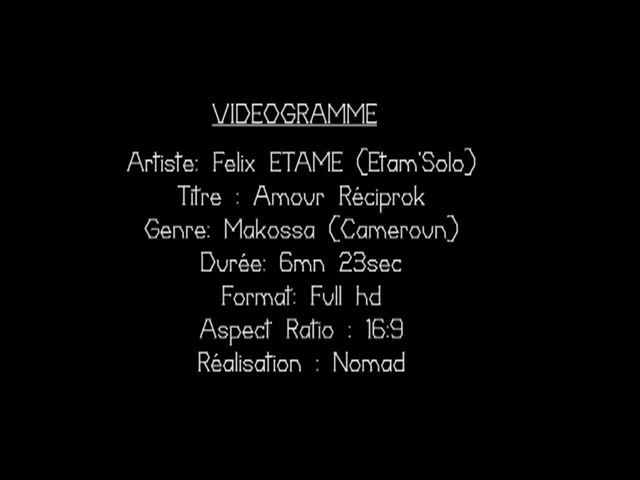 VIDEOGRAMME
Artiste: Felix ETAME (Etam'Solo)
Titre : Amour Réciprok
Genre: Makossa (Cameroun)
Durée: 6mn 23sec
Format: Full hd
Aspect Ratio : 16:9
Réalisation : Nomad